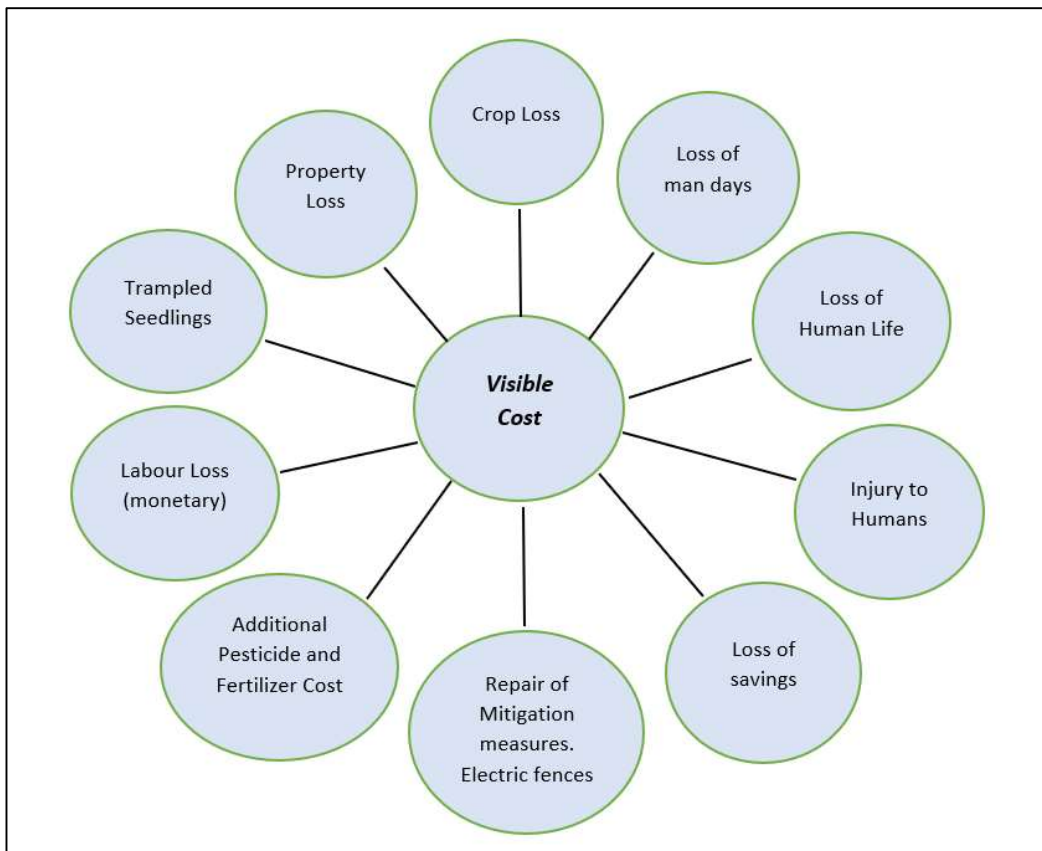 Crop Loss
Loss of
man days
Property
Loss
Trampled
Seedlings
Loss of
Human Life
Visible
Cost
Labour Loss
(monetary)
Injury to
Humans
Additional
Pesticide and
Fertilizer Cost
Loss of
savings
Repair of
Mitigation
measures.
Electric fences